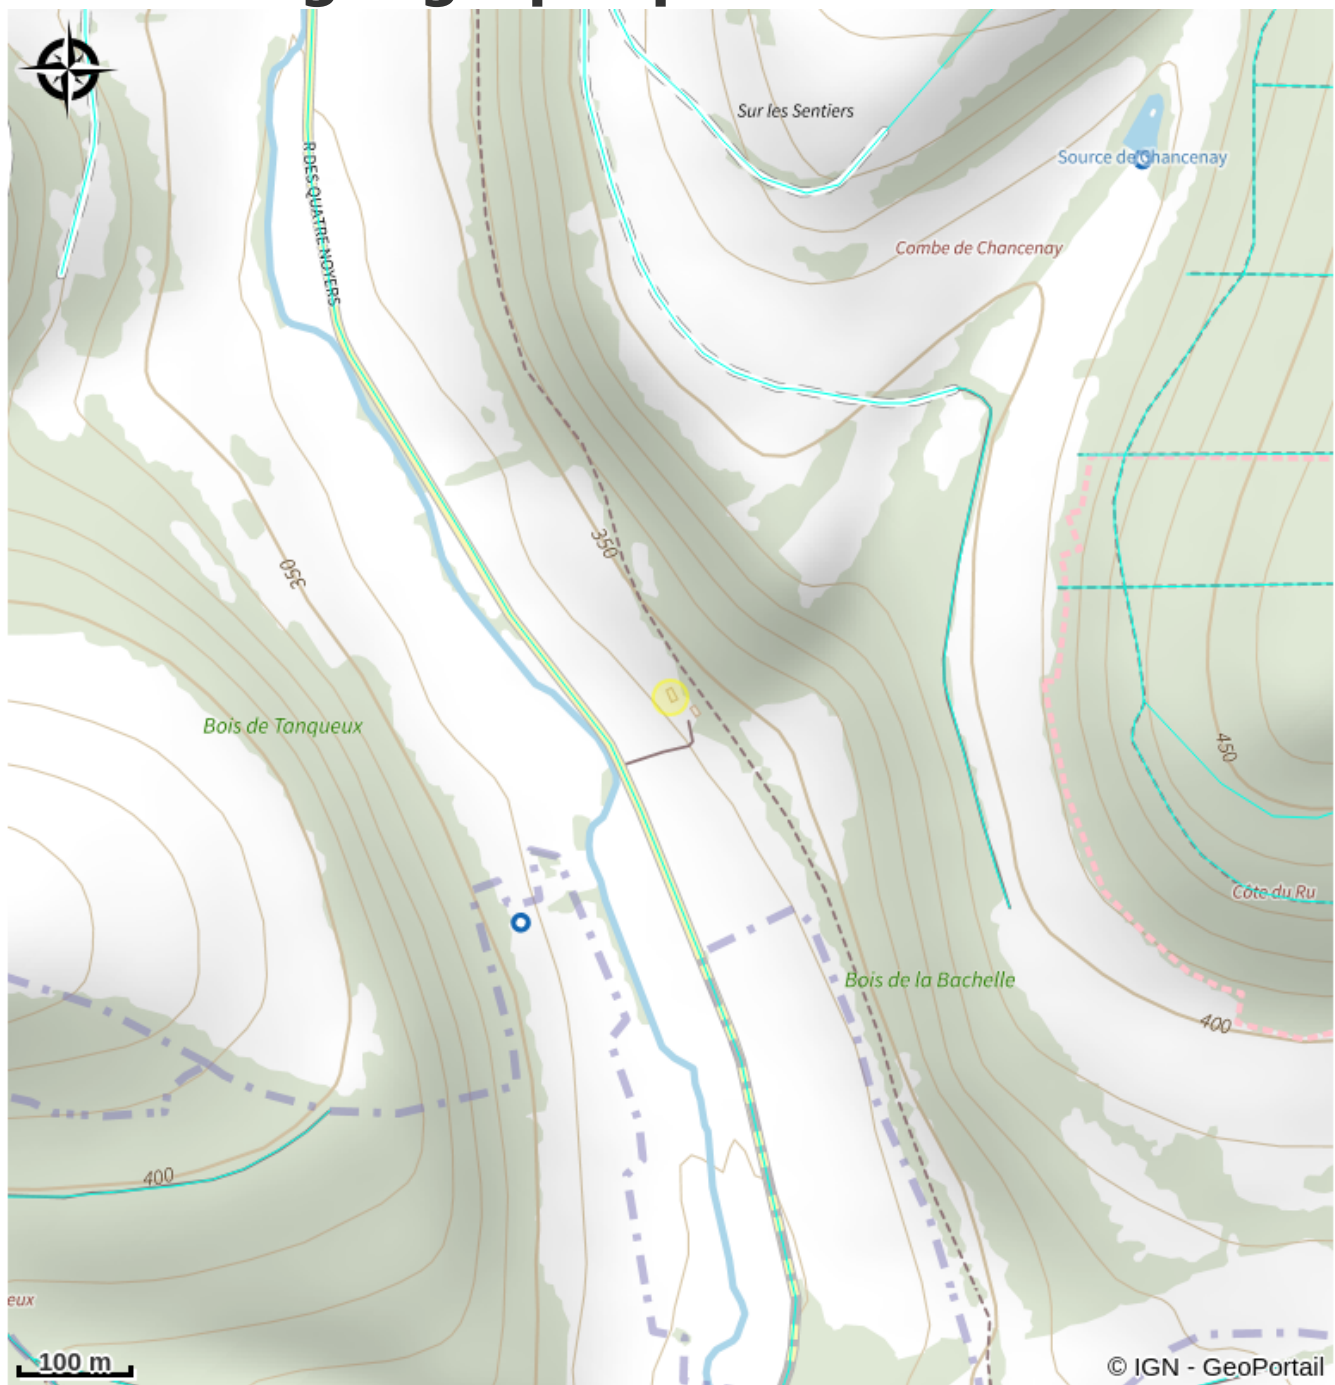 Sur les Sentiers
Source de Chancenay
R DES QUATRE NOYERS
Combe de Chancenay
350
350
Bois de Tanqueux
450
Côte du Ru
Bois de la Bachelle
400
400
eux
100 m
© IGN - GeoPortail